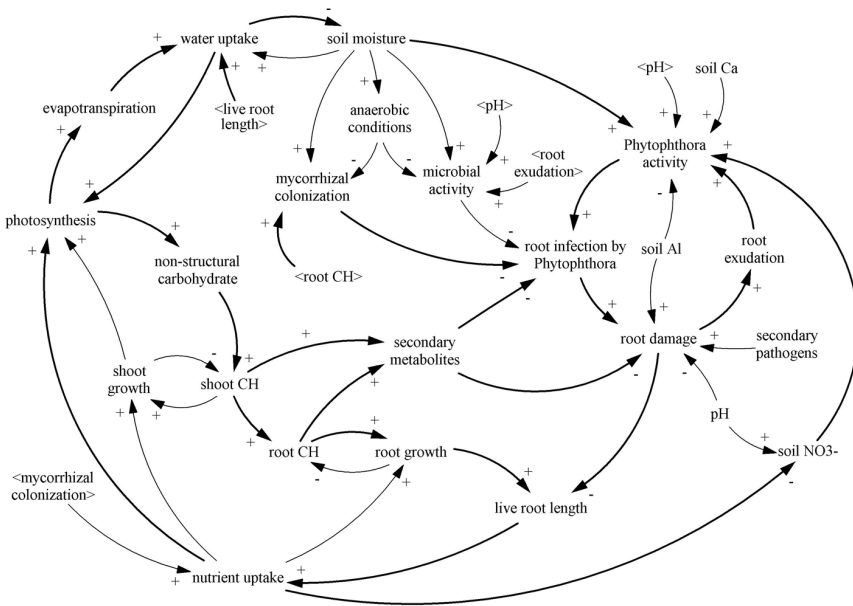 water uptake
-
soil moisture
+
+
+
<pH>
soil Ca
evapotranspiration
<live root
length>
+
anaerobic
conditions
<pH>
+
+
+
+
Phytophthora
activity
+
+
-
-
+
+
mycorrhizal
colonization
microbial
activity
+
<root
exudation>
+
+
-
+
photosynthesis
+
+
+
+
-
+
non-structural
carbohydrate
<root CH>
root infection by
Phytophthora
soil Al
root
exudation
-
-
+
+
+
+
secondary
metabolites
root damage
+
secondary
pathogens
shoot
growth
-
shoot CH
+
+
+
+
-
-
pH
+
root CH
+
root growth
+
soil NO3-
-
-
+
+
-
<mycorrhizal
colonization>
live root length
+
nutrient uptake
+
+